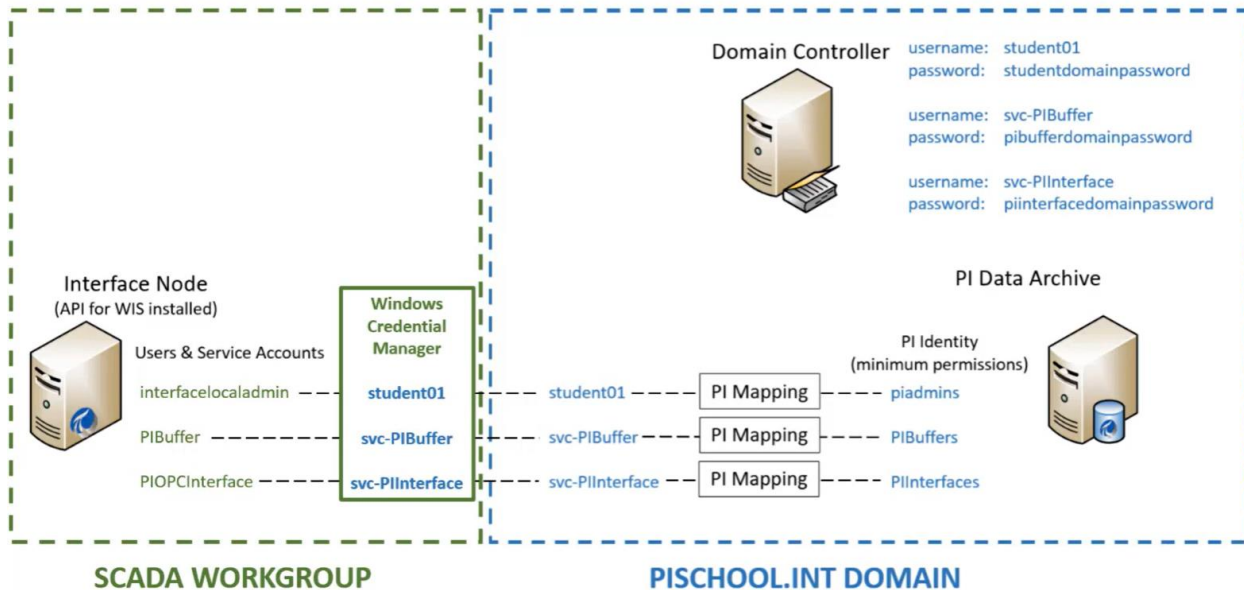 Domain Controller
username: student01
password: studentdomainpassword
username: svc-PIBuffer
password: pibufferdomainpassword
username: svc-PIInterface
password: piinterfacedomainpassword
Interface Node
(API for WIS installed)
Users & Service Accounts
Windows
Credential
Manager
PI Data Archive
PI Identity
(minimum permissions)
interfacelocaladmin student01 student01 PI Mapping piadmins
PIBuffer svc-PIBuffer svc-PIBuffer PI Mapping PIBuffers
PIOPCInterface svc-PIInterface svc-PIInterface PI Mapping PIInterfaces
SCADA WORKGROUP
PISCHOOL.INT DOMAIN